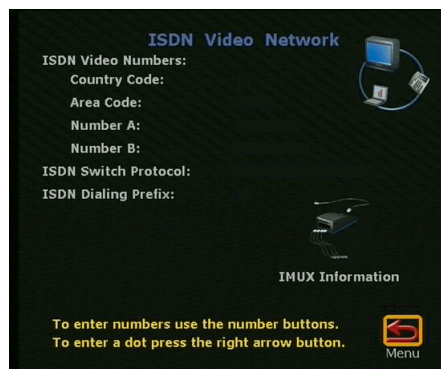 ISDN Video Network
ISDN Video Numbers:
Country Code:
Area Code:
Number A:
Number B:
ISDN Switch Protocol:
ISDN Dialing Prefix:
IMUX Information
To enter numbers use the number buttons.
To enter a dot press the right arrow button.
Menu